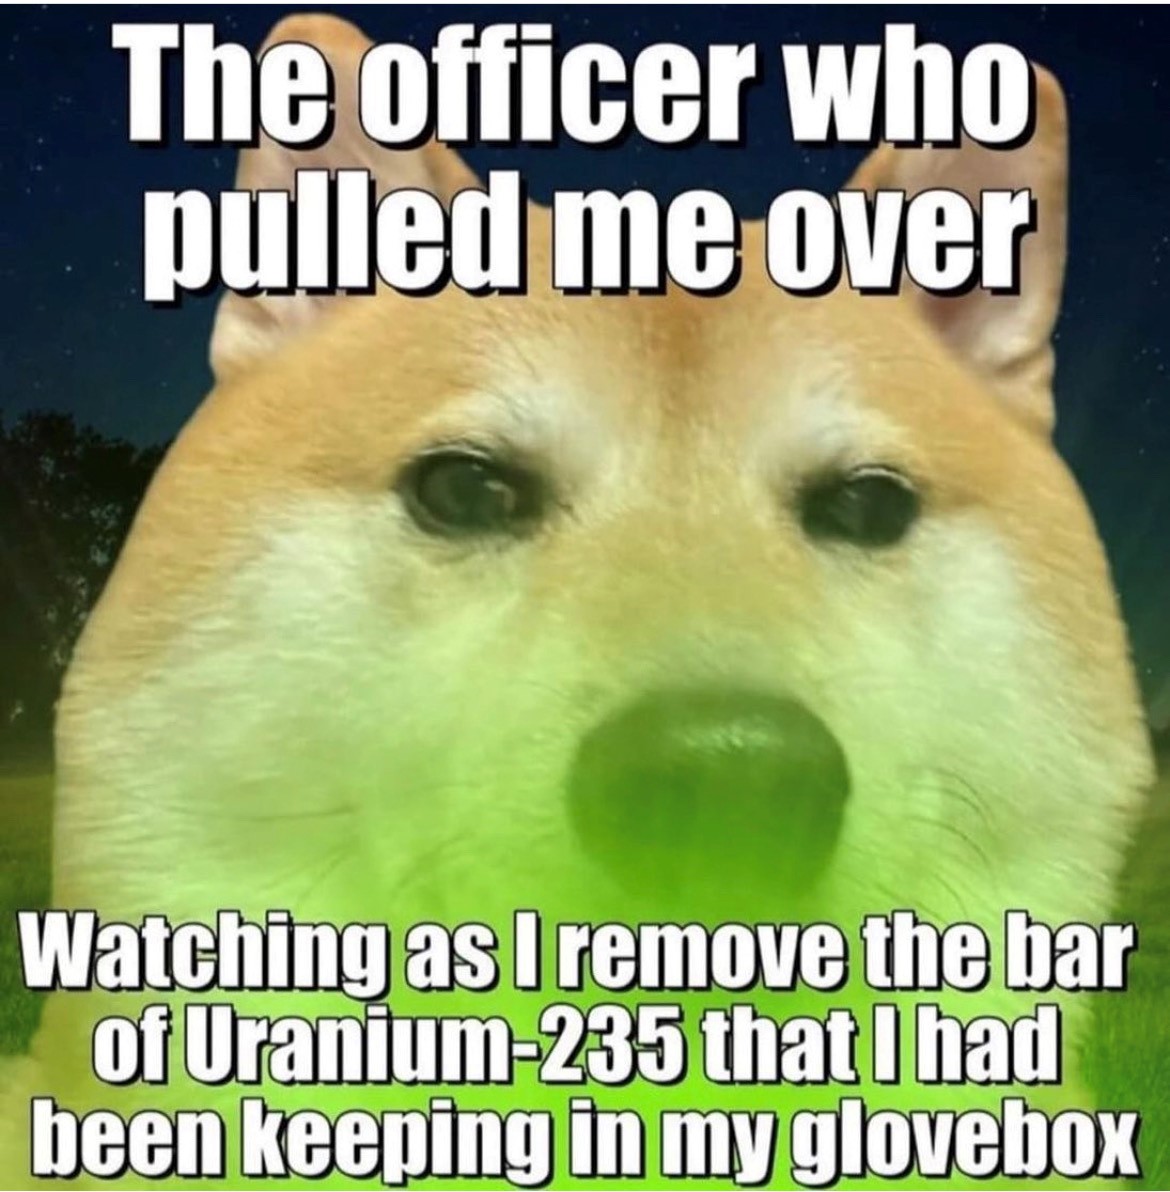 The officer who
pulled me over
Watching as I remove the bar
of Uranium-235 that I had
been keeping in my glovebox